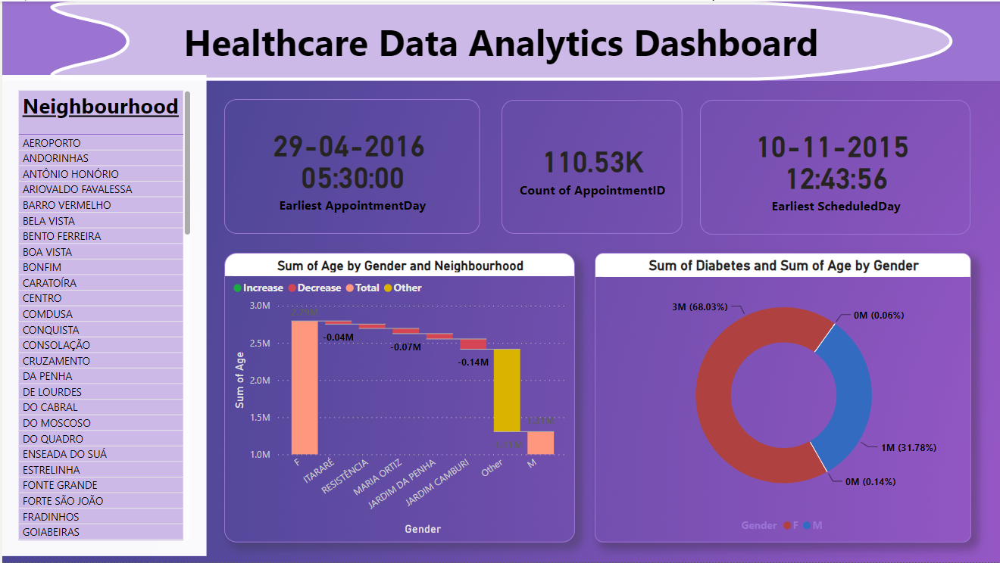 Healthcare Data Analytics Dashboard
Neighbourhood
AEROPORTO
ANDORINHAS
ANTÔNIO HONÓRIO
ARIOVALDO FAVALESSA
BARRO VERMELHO
BELA VISTA
BENTO FERREIRA
BOA VISTA
BONFIM
CARATOÍRA
CENTRO
COMDUSA
CONQUISTA
CONSOLAÇÃO
CRUZAMENTO
DA PENHA
DE LOURDES
DO CABRAL
DO MOSCOSO
DO QUADRO
ENSEADA DO SUÁ
ESTRELINHA
FONTE GRANDE
FORTE SÃO JOÃO
FRADINHOS
GOIABEIRAS
29-04-2016
05:30:00
Earliest AppointmentDay
110.53K
Count of AppointmentID
10-11-2015
12:43:56
Earliest ScheduledDay
Sum of Age by Gender and Neighbourhood
Increase Decrease Total Other
Sum of Age
3.0M
2.5M
2.0M
1.5M
1.0M
2.79M
-0.04M
-0.07M
-0.14M
F
ITARARÉ
RESISTÊNCIA
MARIA ORTIZ
JARDIM DA PENHA
JARDIM CAMBURI
Other
M
Gender
Sum of Diabetes and Sum of Age by Gender
3M (68.03%)
0M (0.06%)
1M (31.78%)
0M (0.14%)
Gender F M